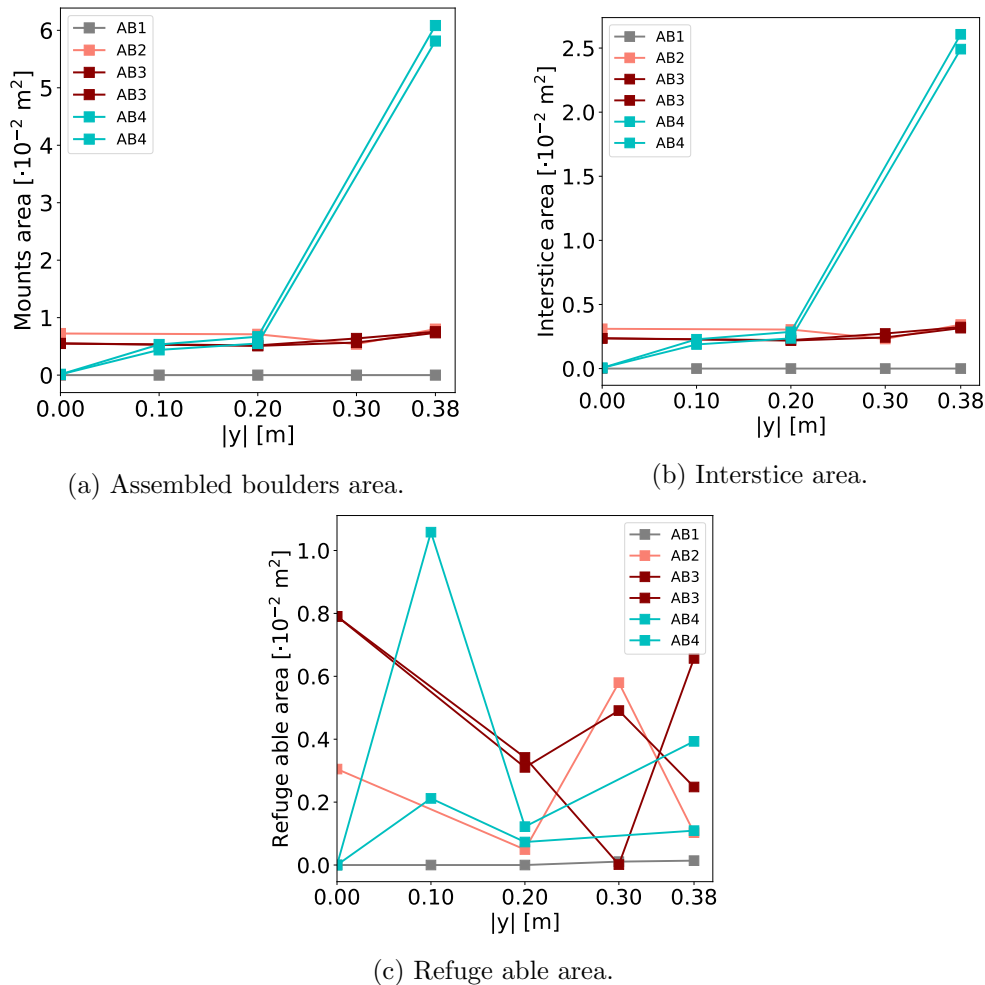 Mounts area [·10⁻² m²]
6
5
4
3
2
1
0
AB1
AB2
AB3
AB3
AB4
AB4
0.00 0.10 0.20 0.30 0.38
|y| [m]
(a) Assembled boulders area.
Interstice area [·10⁻² m²]
2.5
2.0
1.5
1.0
0.5
0.0
AB1
AB2
AB3
AB3
AB4
AB4
0.00 0.10 0.20 0.30 0.38
|y| [m]
(b) Interstice area.
Refuge able area [·10⁻² m²]
1.0
0.8
0.6
0.4
0.2
0.0
AB1
AB2
AB3
AB3
AB4
AB4
0.00 0.10 0.20 0.30 0.38
|y| [m]
(c) Refuge able area.